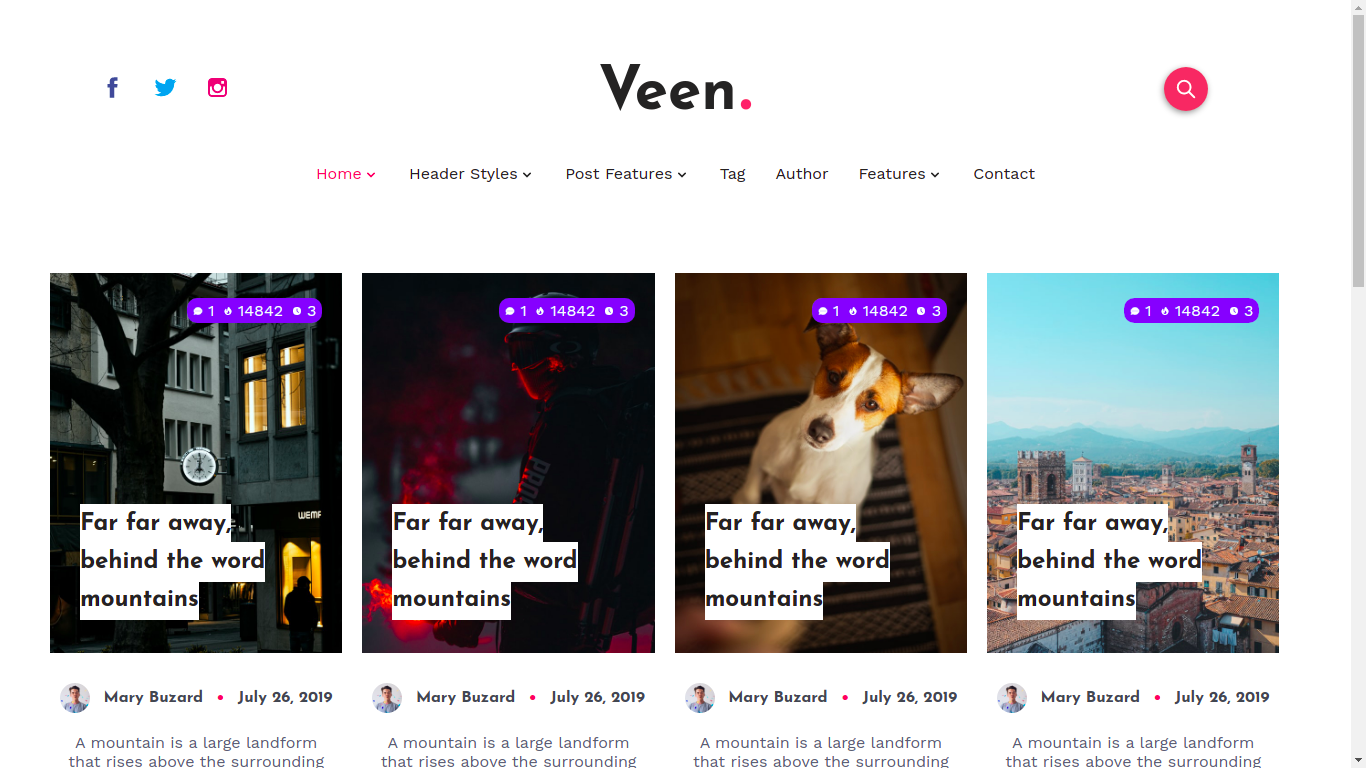 Veen.
Home
Header Styles
Post Features
Tag
Author
Features
Contact
1 14842 3
Far far away,
behind the word
mountains
Mary Buzard • July 26, 2019
A mountain is a large landform
that rises above the surrounding
1 14842 3
Far far away,
behind the word
mountains
Mary Buzard • July 26, 2019
A mountain is a large landform
that rises above the surrounding
1 14842 3
Far far away,
behind the word
mountains
Mary Buzard • July 26, 2019
A mountain is a large landform
that rises above the surrounding
1 14842 3
Far far away,
behind the word
mountains
Mary Buzard • July 26, 2019
A mountain is a large landform
that rises above the surrounding